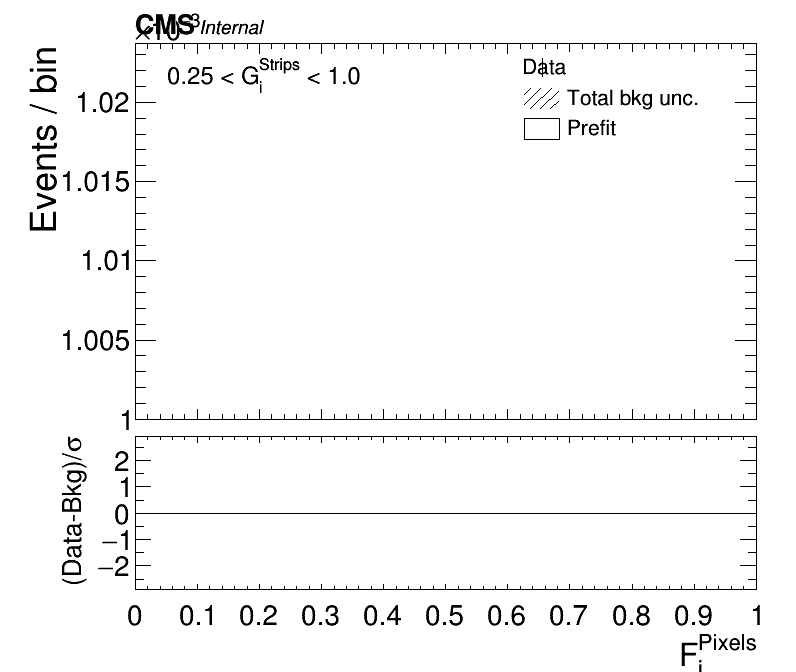 CMS Internal
×10⁻³
0.25 < G_i^Strips < 1.0
Data
Total bkg unc.
Prefit
Events / bin
1.02
1.015
1.01
1.005
1
(Data-Bkg)/σ
2
1
0
−1
−2
0 0.1 0.2 0.3 0.4 0.5 0.6 0.7 0.8 0.9 1
F_i^Pixels